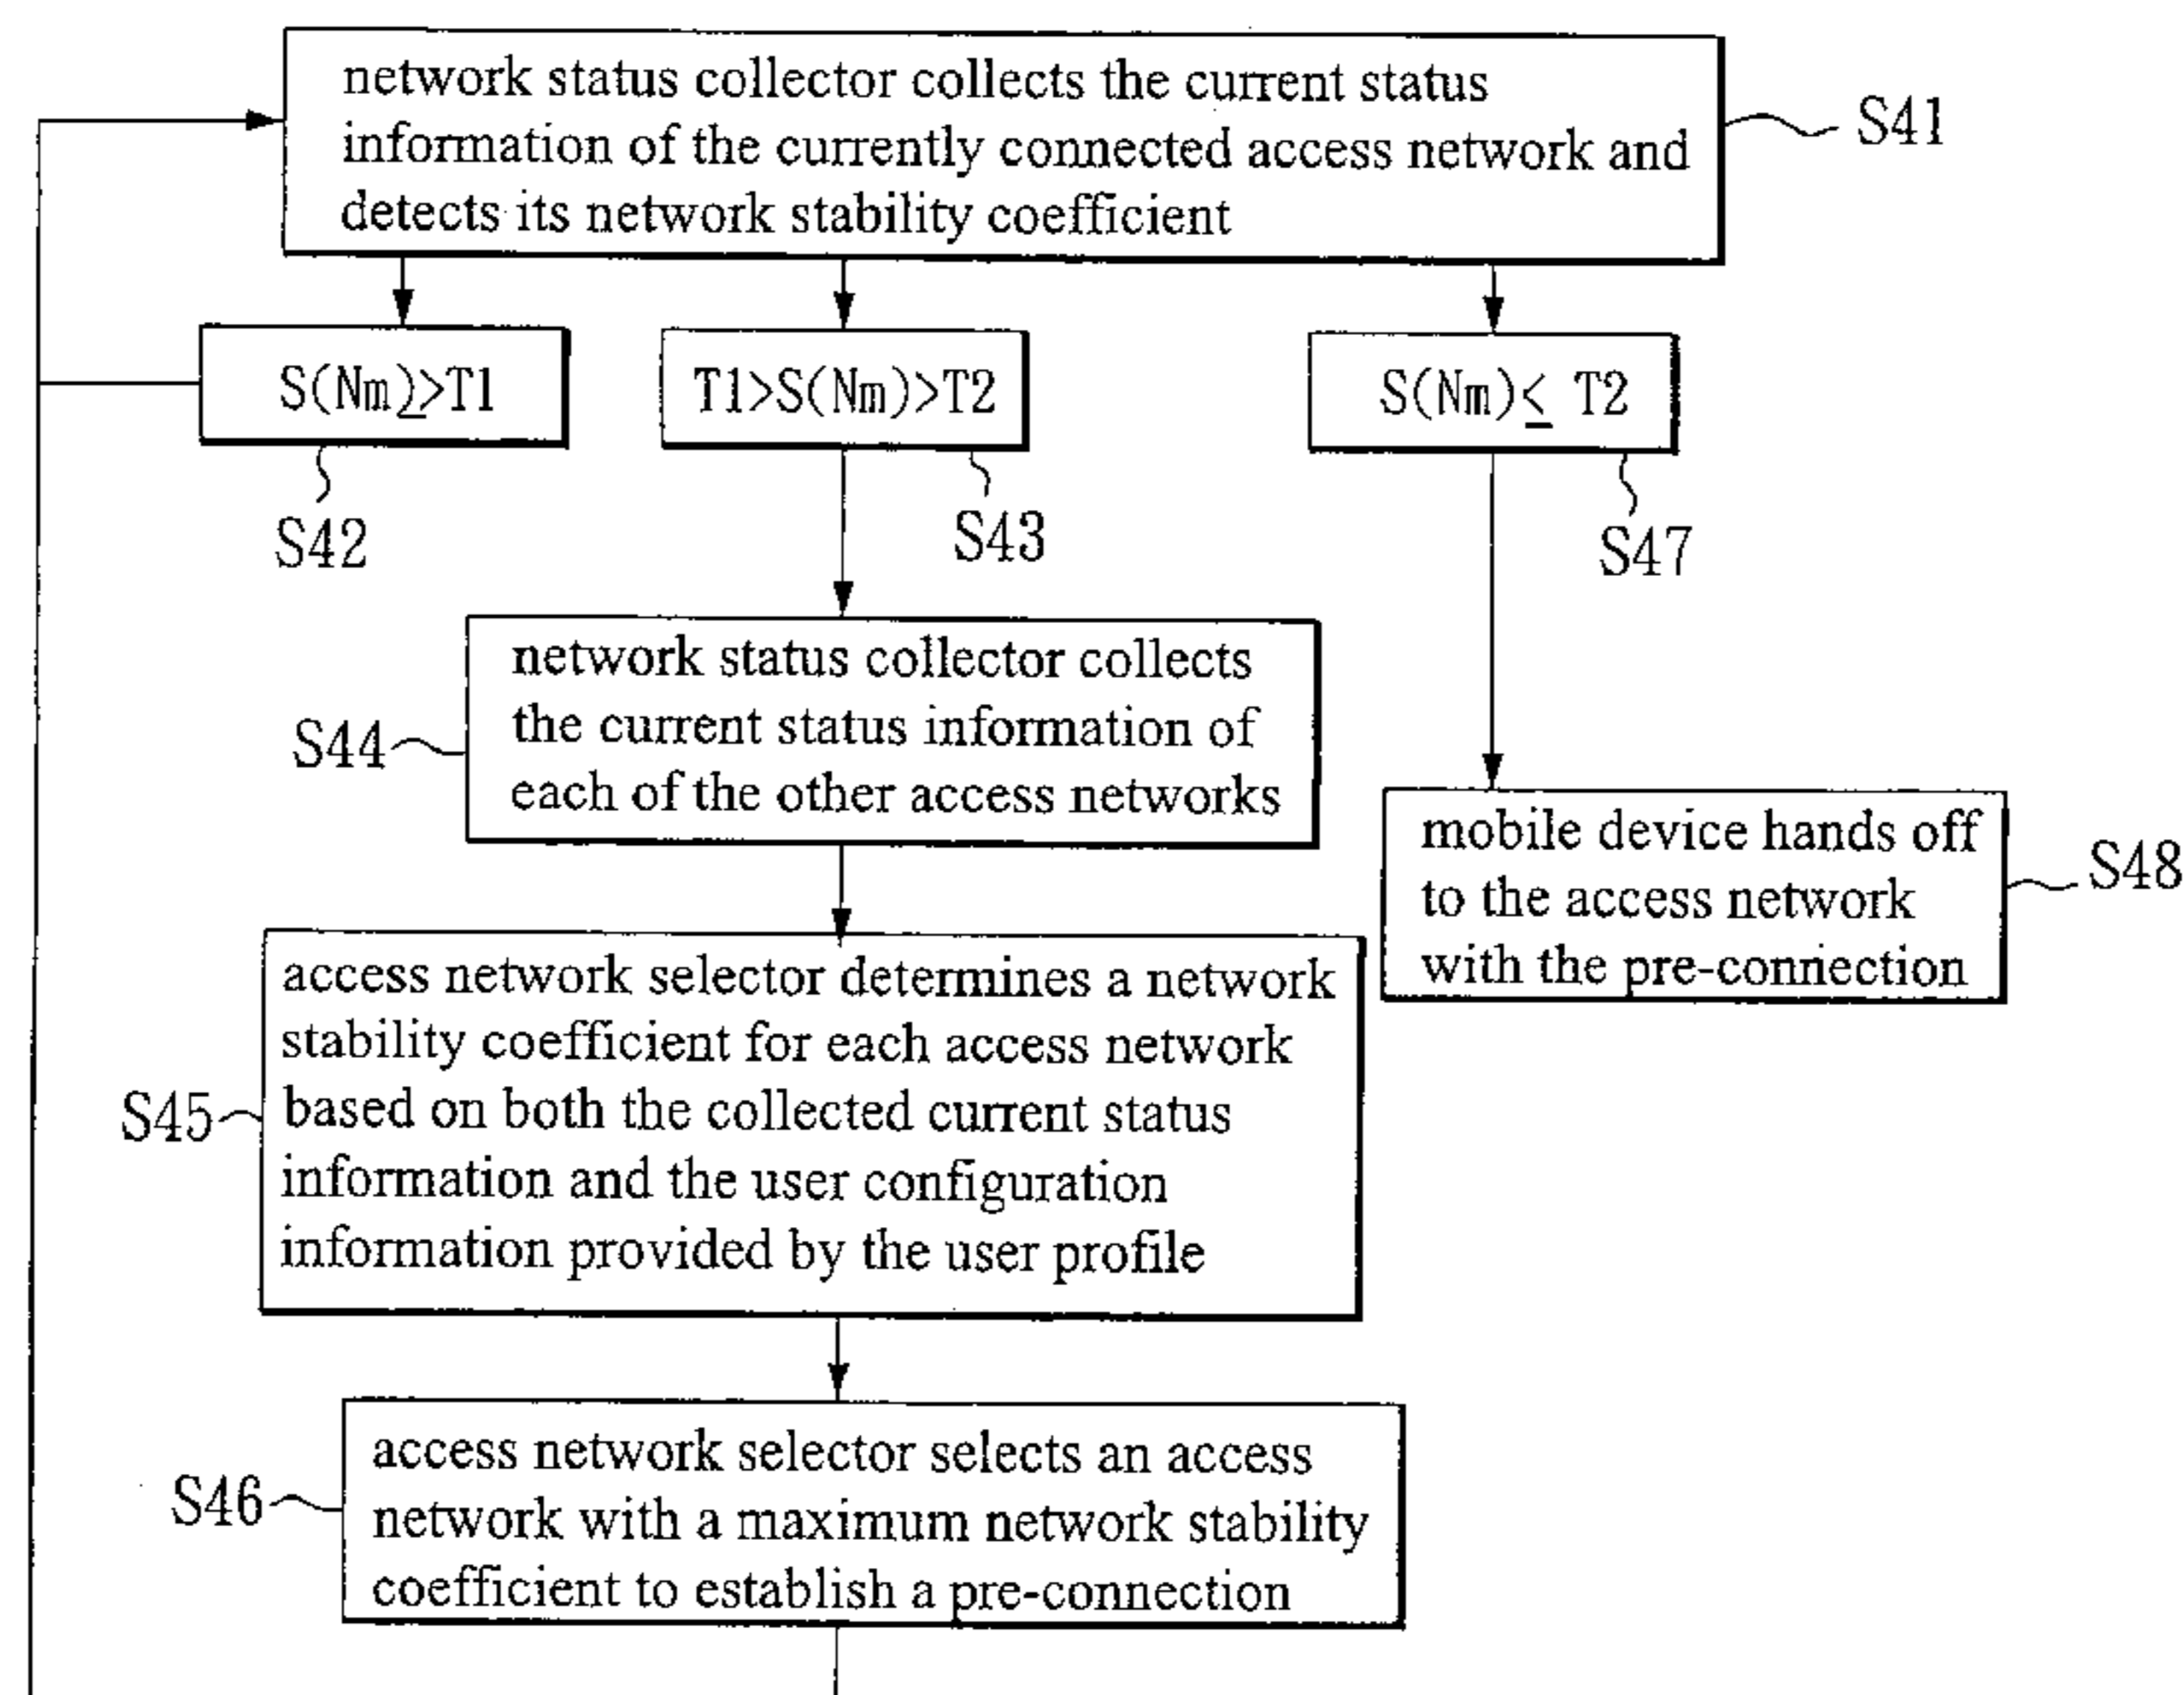 network status collector collects the current status
information of the currently connected access network and
detects its network stability coefficient
S41
S(Nm)≥T1
T1>S(Nm)>T2
S(Nm)≤ T2
S42
S43
S47
network status collector collects
the current status information of
each of the other access networks
S44
mobile device hands off
to the access network
with the pre-connection
S48
access network selector determines a network
stability coefficient for each access network
based on both the collected current status
information and the user configuration
information provided by the user profile
S45
access network selector selects an access
network with a maximum network stability
coefficient to establish a pre-connection
S46